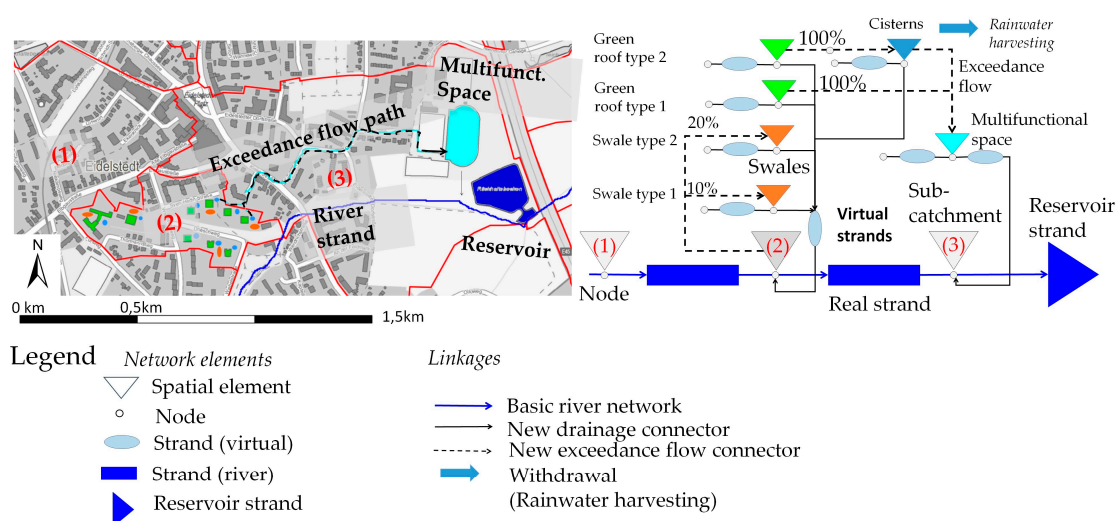 Multifunct.
Space
Exceedance flow path
(1)
Eidelstedt
(2)
(3)
River
strand
Reservoir
N
0 km
0,5km
1,5km
Green
roof type 2
100%
Cisterns
Rainwater
harvesting
Green
roof type 1
100%
Exceedance
flow
Swale type 2
20%
Swales
Multifunctional
space
Swale type 1
10%
Virtual
strands
Sub-
catchment
Reservoir
strand
(1)
(2)
(3)
Node
Real strand
Legend
Network elements
Spatial element
Node
Strand (virtual)
Strand (river)
Reservoir strand
Linkages
Basic river network
New drainage connector
New exceedance flow connector
Withdrawal
(Rainwater harvesting)